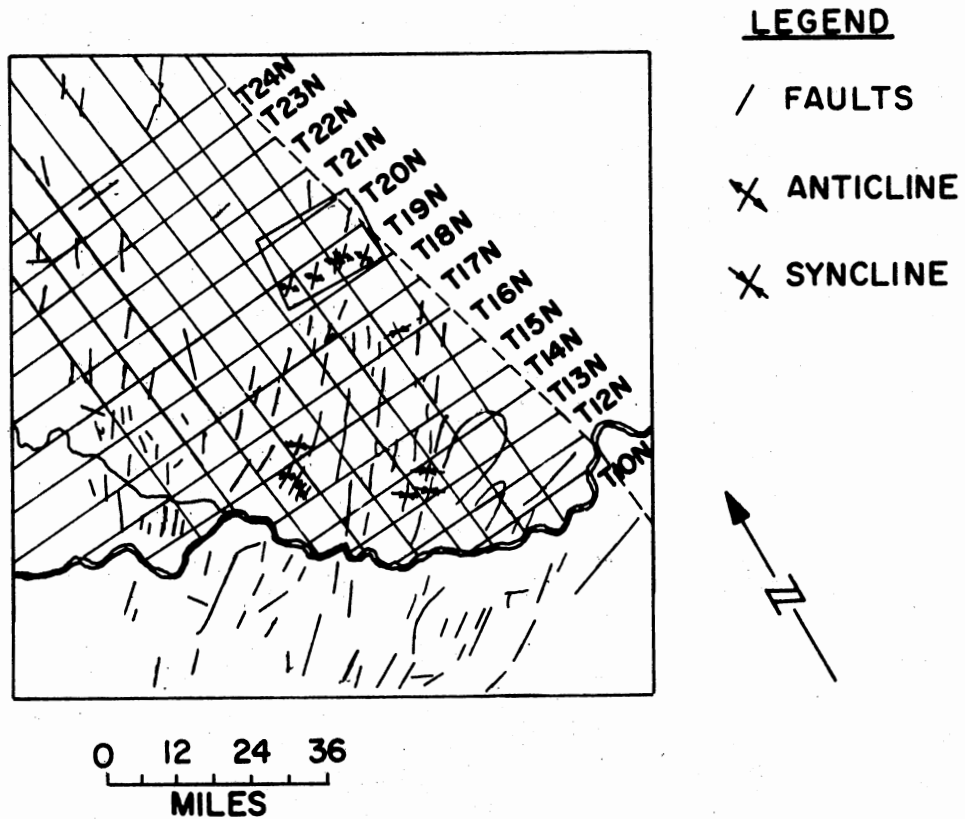 LEGEND
FAULTS
ANTICLINE
SYNCLINE
T24N
T23N
T22N
T21N
T20N
T19N
T18N
T17N
T16N
T15N
T14N
T13N
T12N
T10N
0 12 24 36
MILES